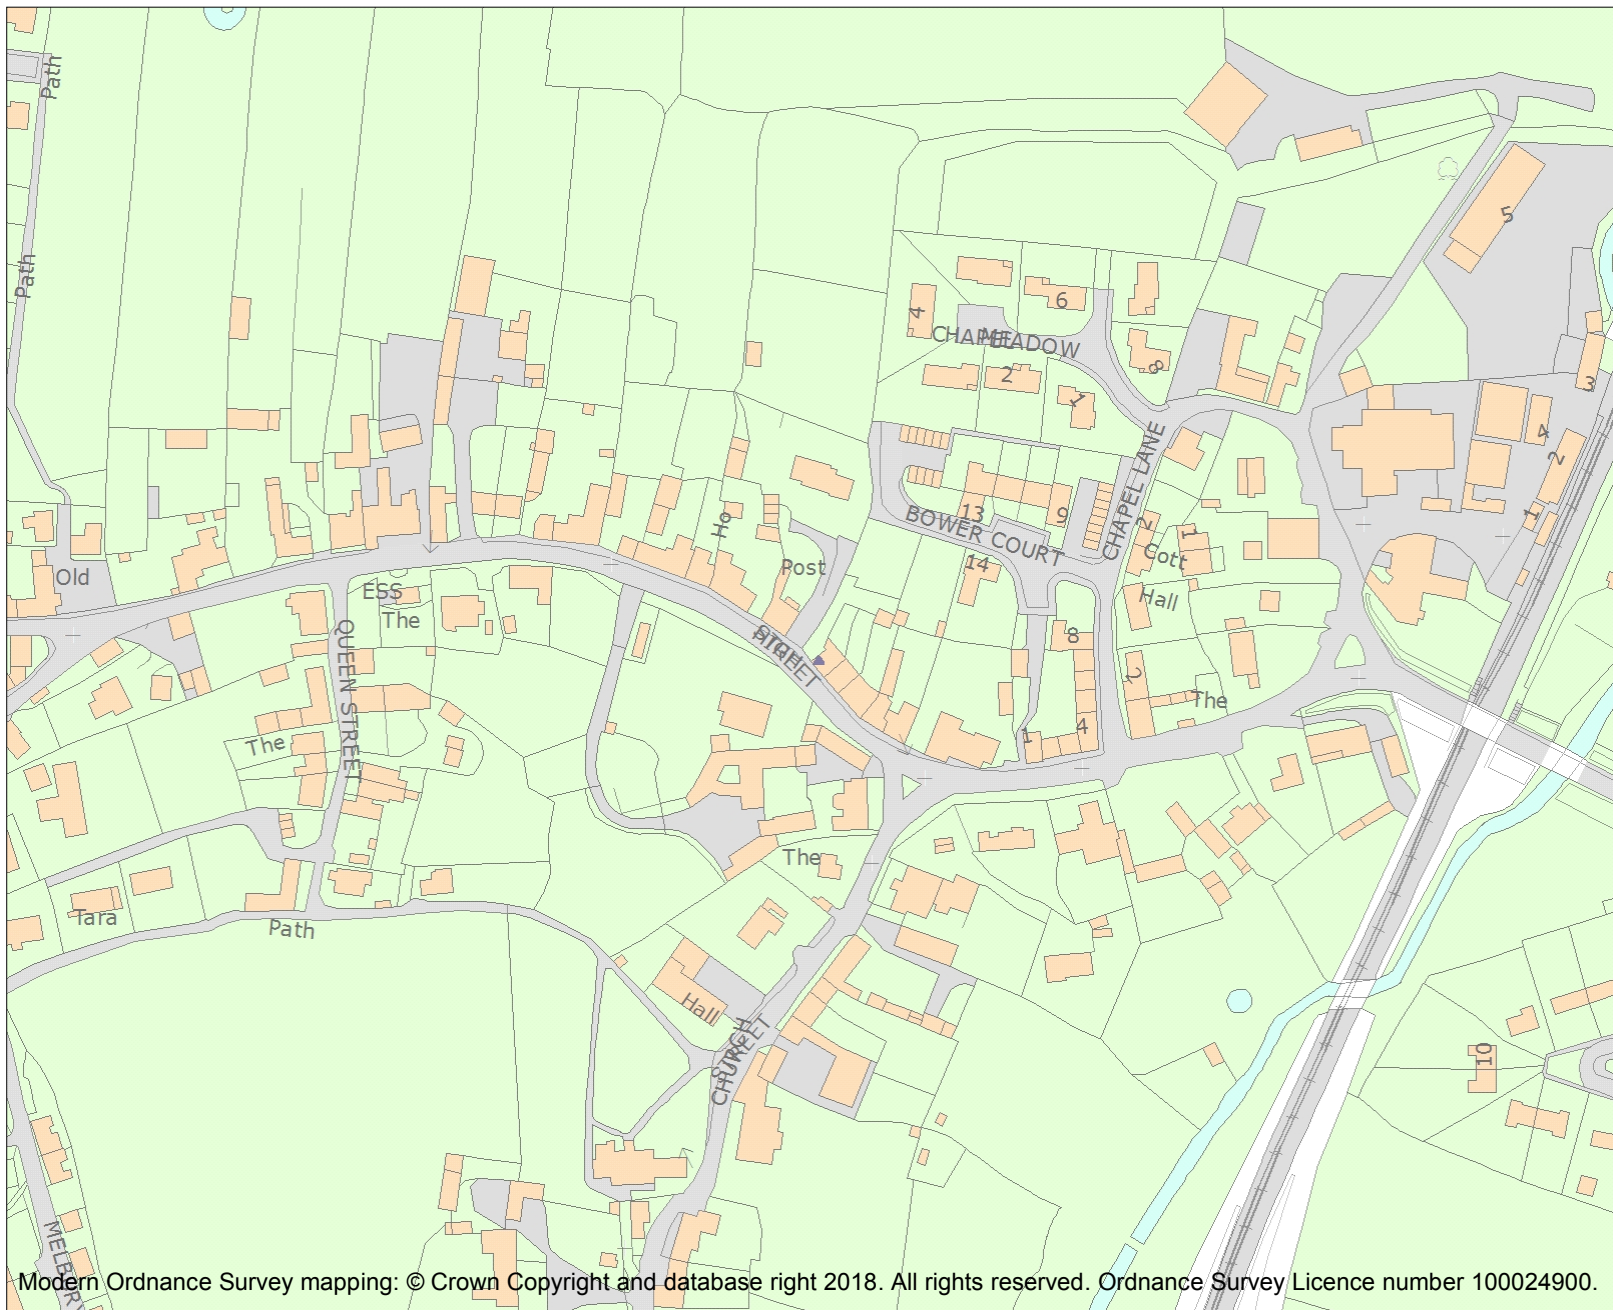 Path
Path
5
6
4
CHAPEL
MEADOW
2
8
1
3
4
2
1
CHAPEL LANE
13
9
BOWER COURT
14
2
1
Cott
Hall
Ho
Post
Old
ESS
The
QUEEN STREET
HIGH
STREET
8
2
The
1
4
The
The
Tara
Path
Hall
CHURCH
STREET
10
MELBURY
Modern Ordnance Survey mapping: © Crown Copyright and database right 2018. All rights reserved. Ordnance Survey Licence number 100024900.